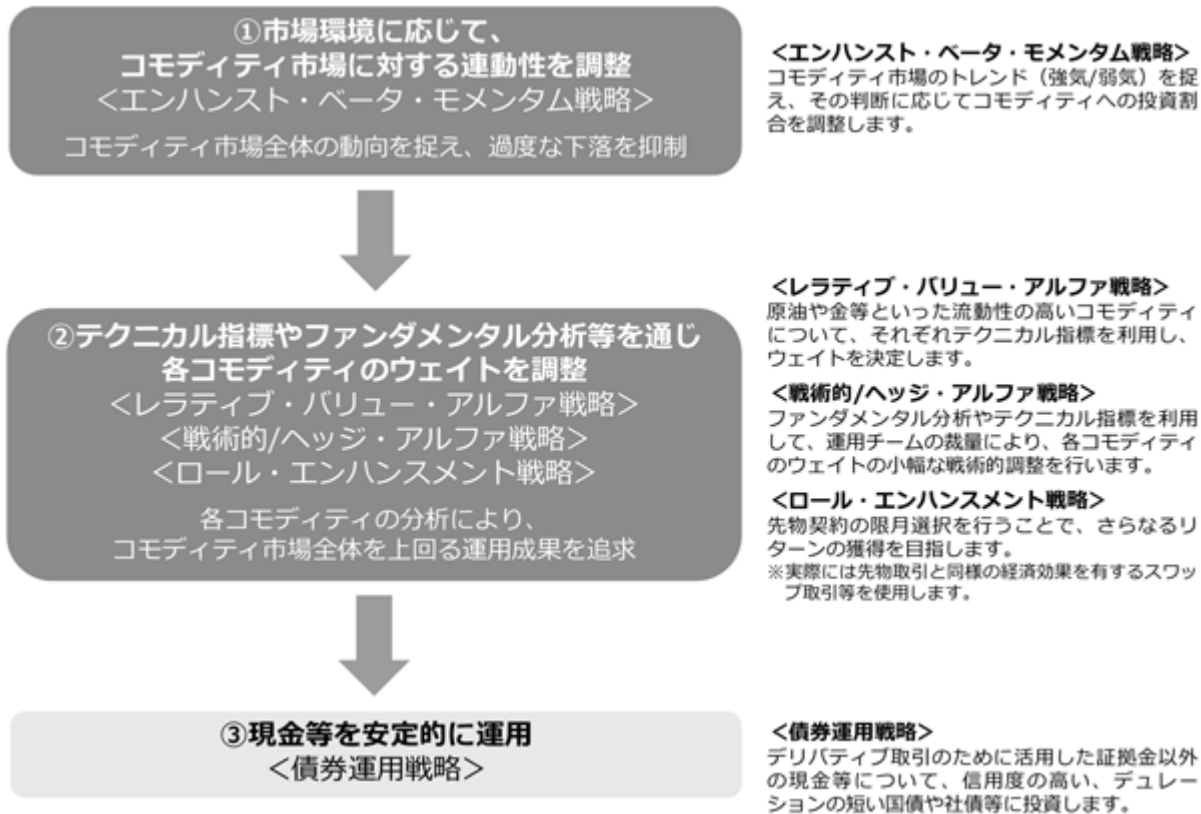 ①市場環境に応じて、
コモディティ市場に対する連動性を調整
＜エンハンスト・ベータ・モメンタム戦略＞
コモディティ市場全体の動向を捉え、過度な下落を抑制
＜エンハンスト・ベータ・モメンタム戦略＞
コモディティ市場のトレンド（強気/弱気）を捉
え、その判断に応じてコモディティへの投資割
合を調整します。
②テクニカル指標やファンダメンタル分析等を通じ
各コモディティのウェイトを調整
＜レラティブ・バリュー・アルファ戦略＞
＜戦術的/ヘッジ・アルファ戦略＞
＜ロール・エンハンスメント戦略＞
各コモディティの分析により、
コモディティ市場全体を上回る運用成果を追求
＜レラティブ・バリュー・アルファ戦略＞
原油や金等といった流動性の高いコモディティ
について、それぞれテクニカル指標を利用し、
ウェイトを決定します。
＜戦術的/ヘッジ・アルファ戦略＞
ファンダメンタル分析やテクニカル指標を利用
して、運用チームの裁量により、各コモディティ
のウェイトの小幅な戦術的調整を行います。
＜ロール・エンハンスメント戦略＞
先物契約の限月選択を行うことで、さらなるリ
ターンの獲得を目指します。
※実際には先物取引と同様の経済効果を有するスワッ
プ取引等を使用します。
③現金等を安定的に運用
＜債券運用戦略＞
＜債券運用戦略＞
デリバティブ取引のために活用した証拠金以外
の現金等について、信用度の高い、デュレー
ションの短い国債や社債等に投資します。